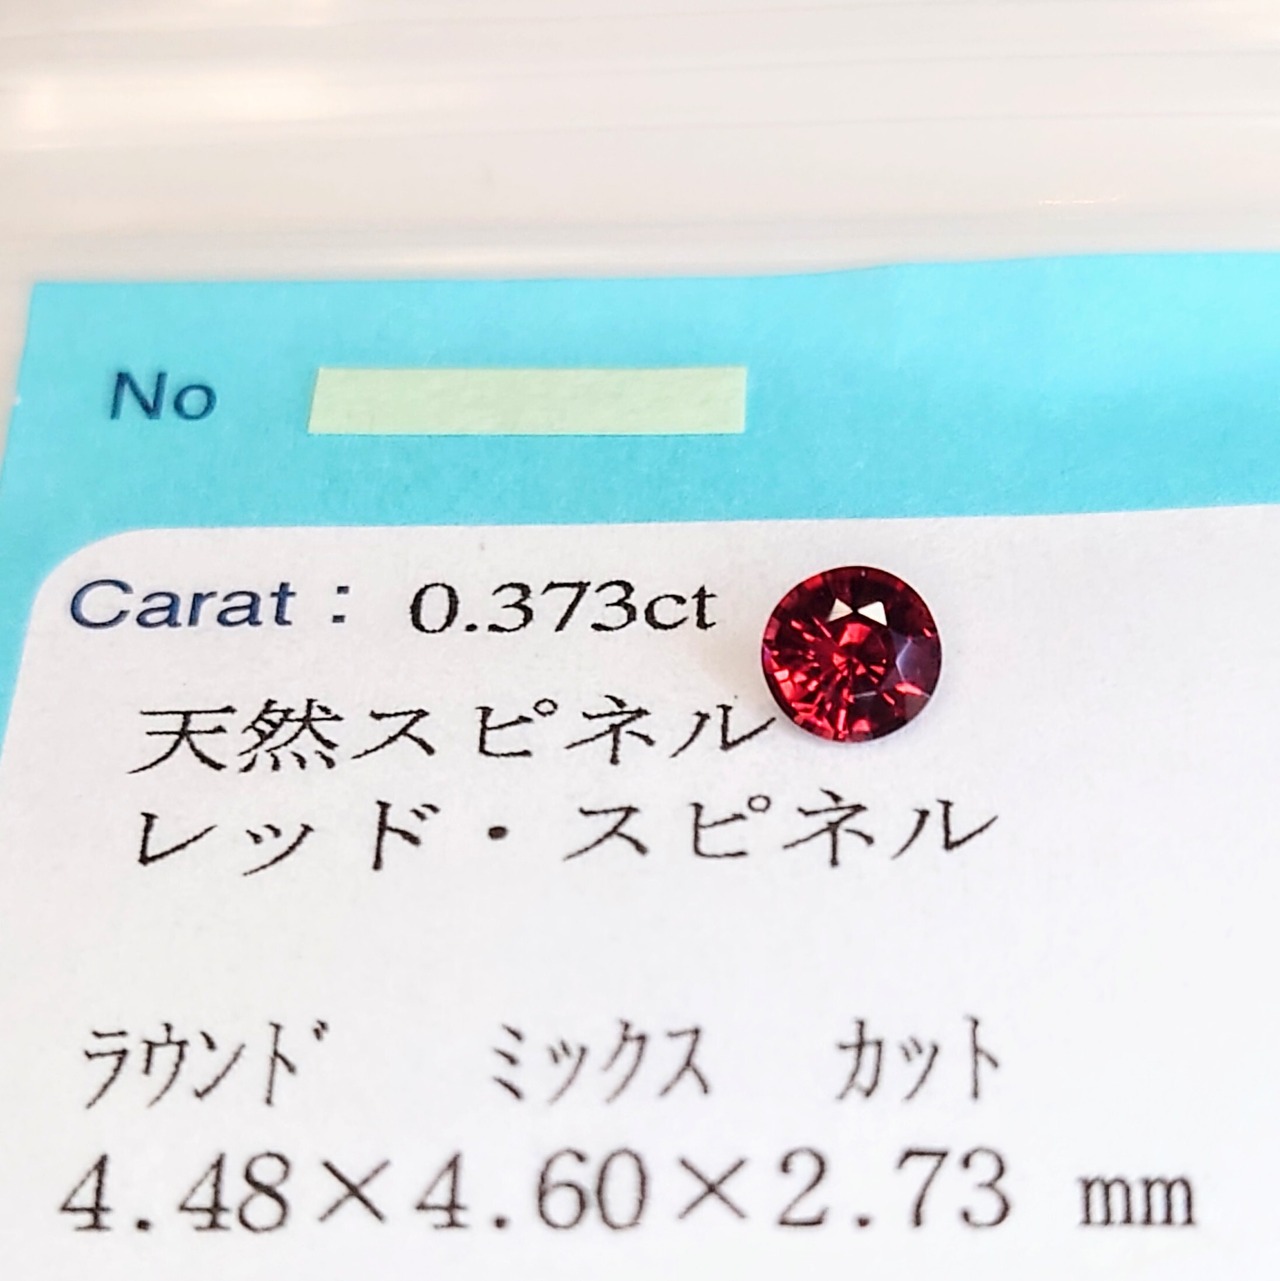 No
Carat : 0.373ct
天然スピネル
レッド・スピネル
ラウンド ミックス カット
4.48×4.60×2.73 mm